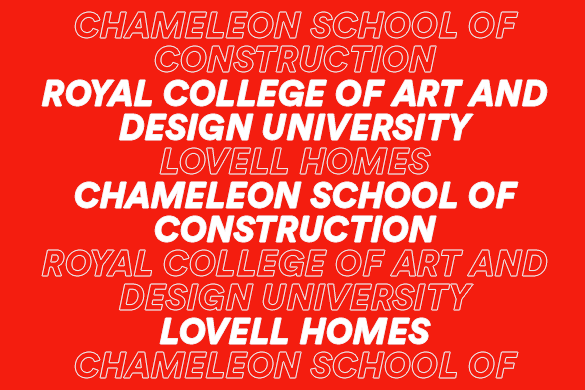 CHAMELEON SCHOOL OF
CONSTRUCTION
ROYAL COLLEGE OF ART AND
DESIGN UNIVERSITY
LOVELL HOMES
CHAMELEON SCHOOL OF
CONSTRUCTION
ROYAL COLLEGE OF ART AND
DESIGN UNIVERSITY
LOVELL HOMES
CHAMELEON SCHOOL OF